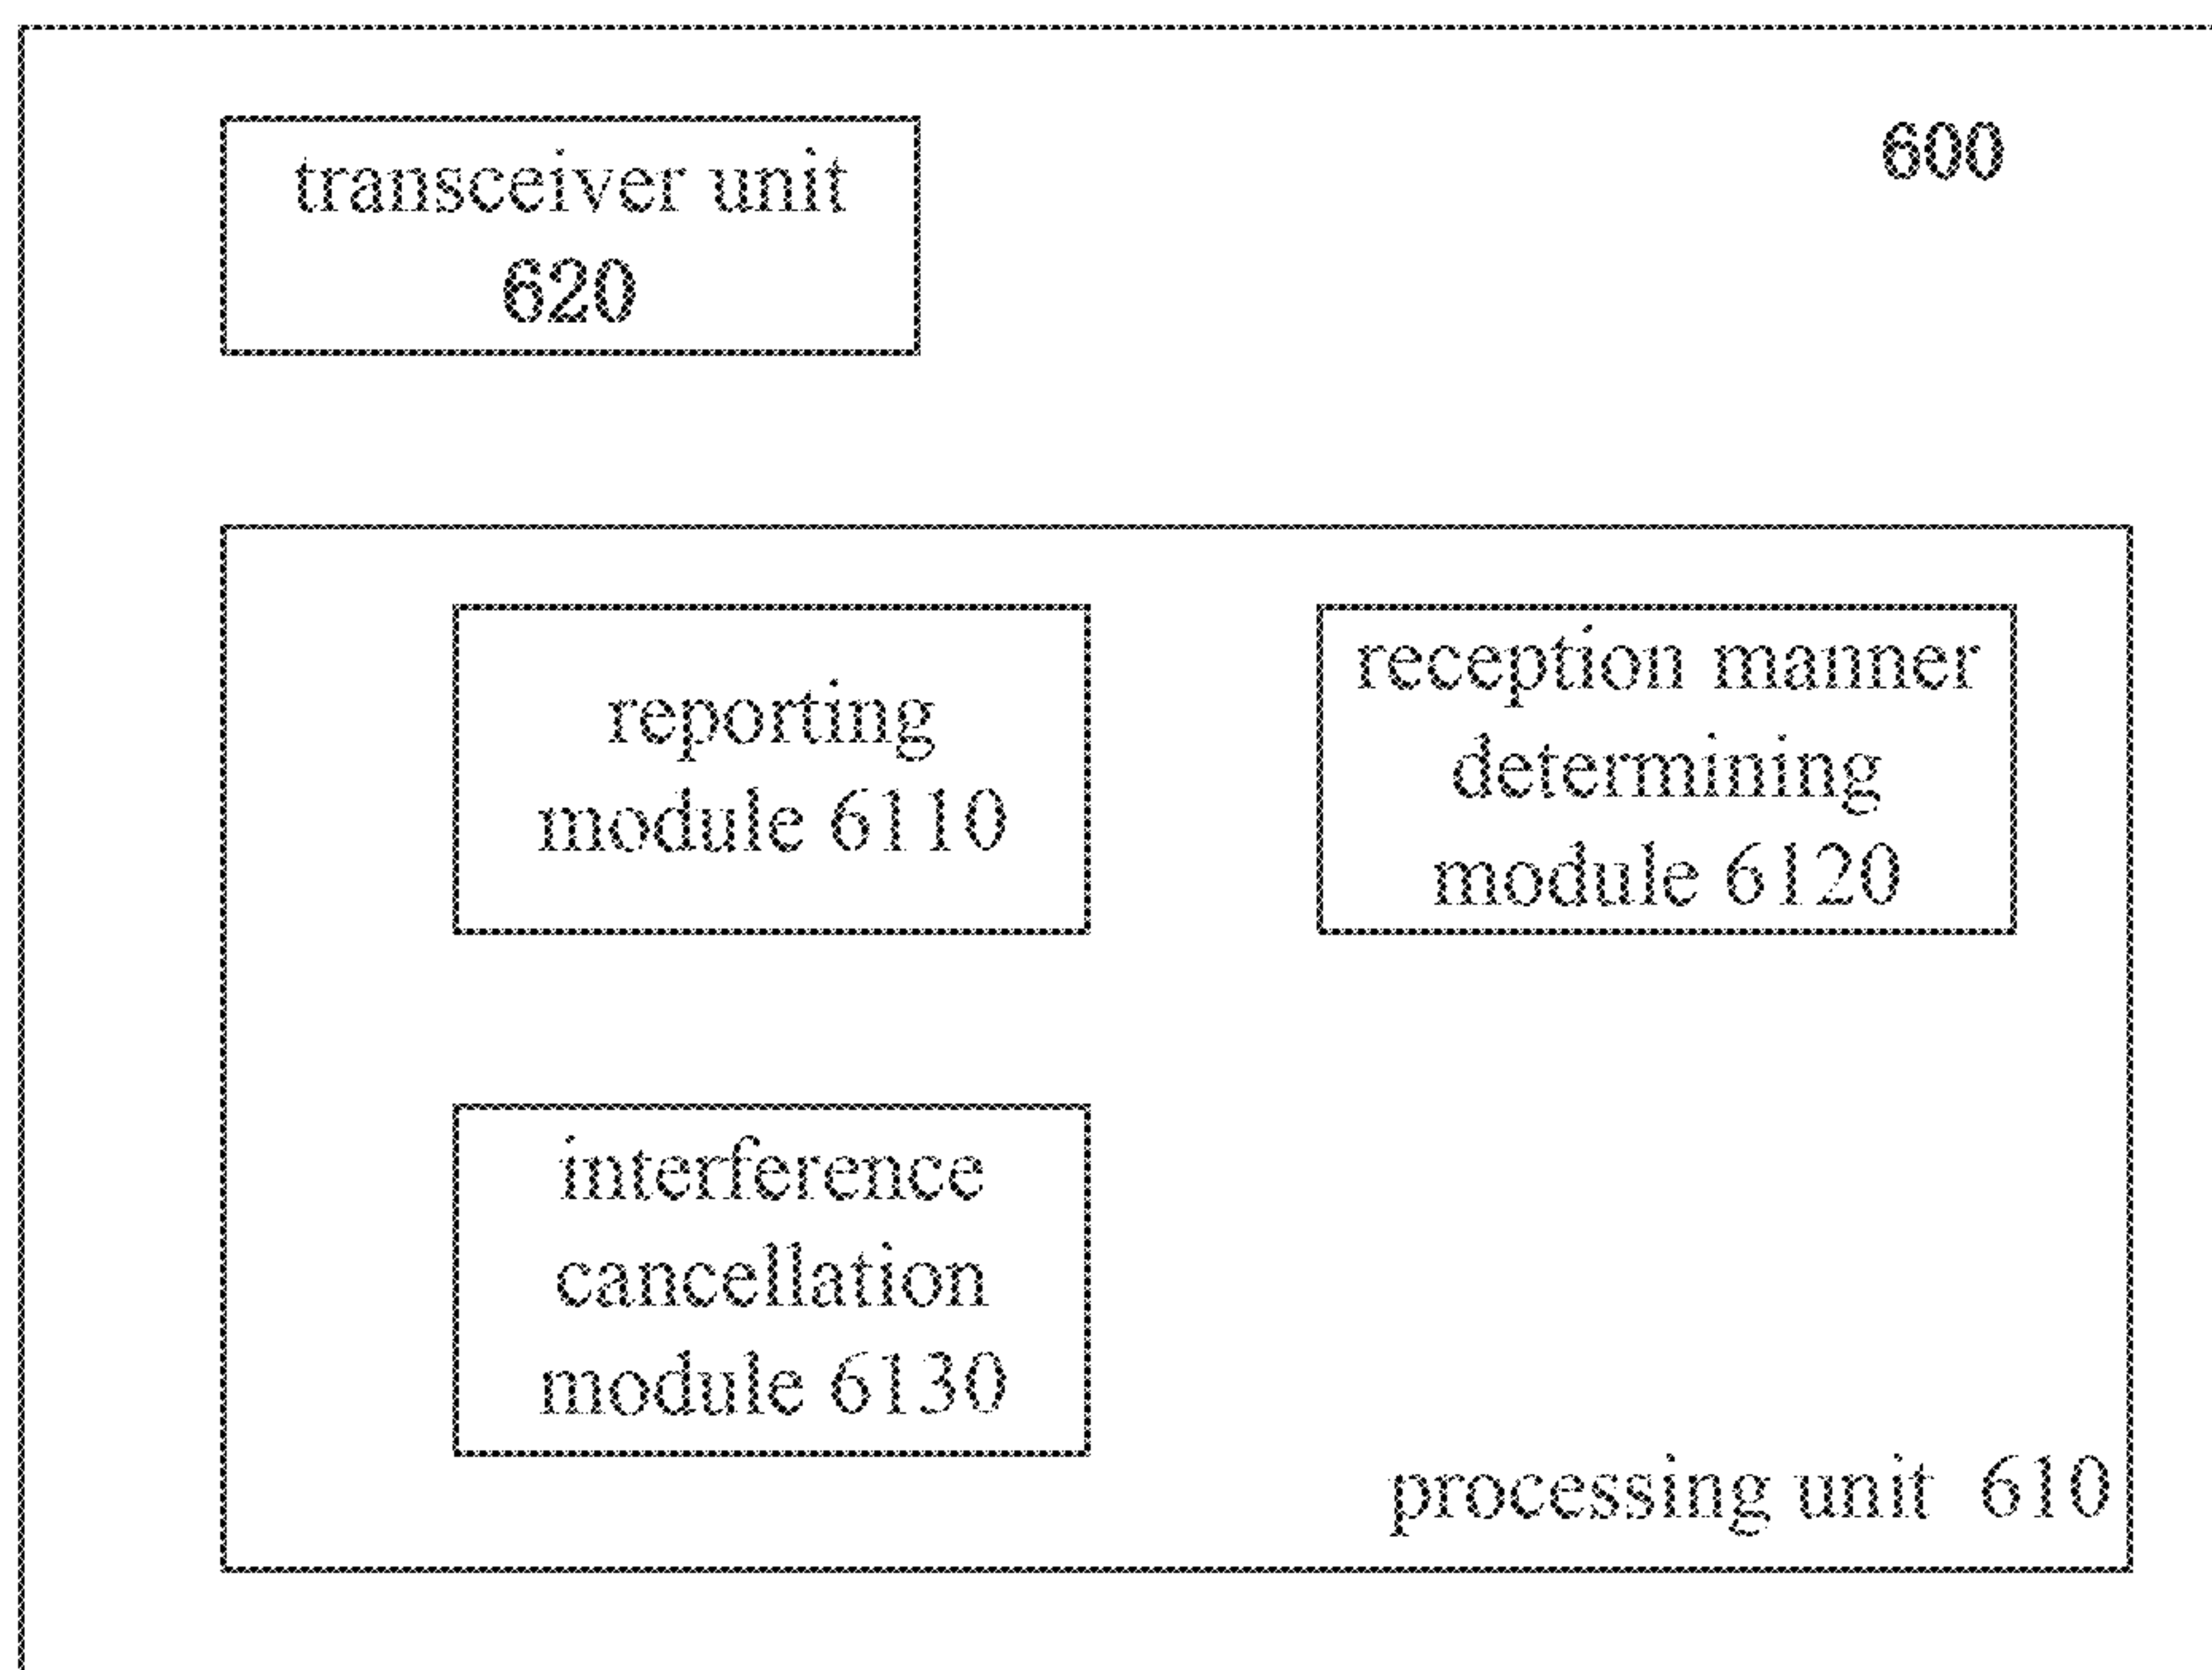 600
transceiver unit
620
reporting
module 6110
reception manner
determining
module 6120
interference
cancellation
module 6130
processing unit 610